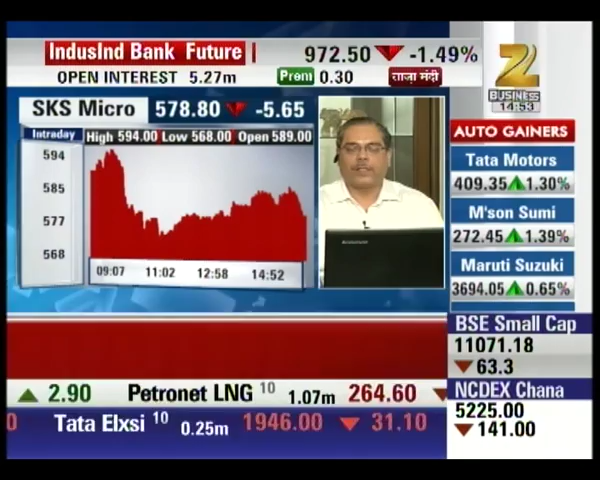 IndusInd Bank Future 972.50 -1.49%
OPEN INTEREST 5.27m Prem 0.30 ताज़ा मंदी
Z
BUSINESS
14:53
SKS Micro 578.80 -5.65
Intraday High 594.00 Low 568.00 Open 589.00
594
585
577
568
09:07 11:02 12:58 14:52
lenovo
AUTO GAINERS
Tata Motors
409.35 1.30%
M'son Sumi
272.45 1.39%
Maruti Suzuki
3694.05 0.65%
BSE Small Cap
11071.18
63.3
NCDEX Chana
5225.00
141.00
2.90 Petronet LNG 10 1.07m 264.60
0 Tata Elxsi 10 0.25m 1946.00 31.10